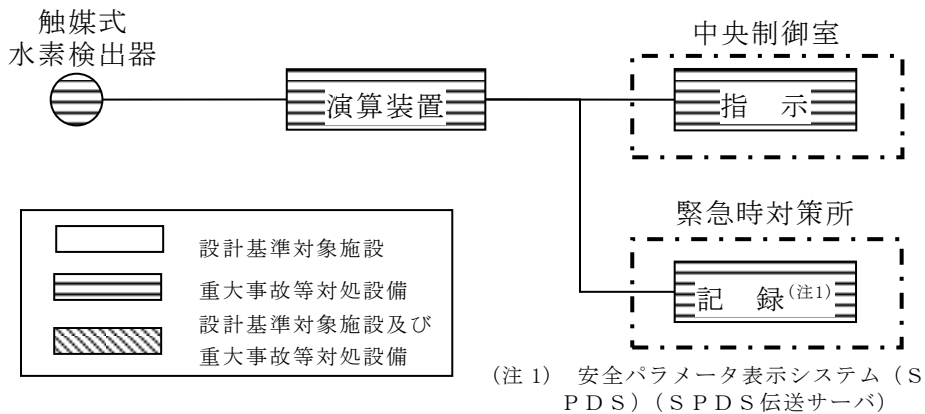 触媒式
水素検出器
中央制御室
演算装置
指　示
緊急時対策所
記　録(注1)
設計基準対象施設
重大事故等対処設備
設計基準対象施設及び
重大事故等対処設備
(注1)　安全パラメータ表示システム（S
PDS）（SPDS伝送サーバ）